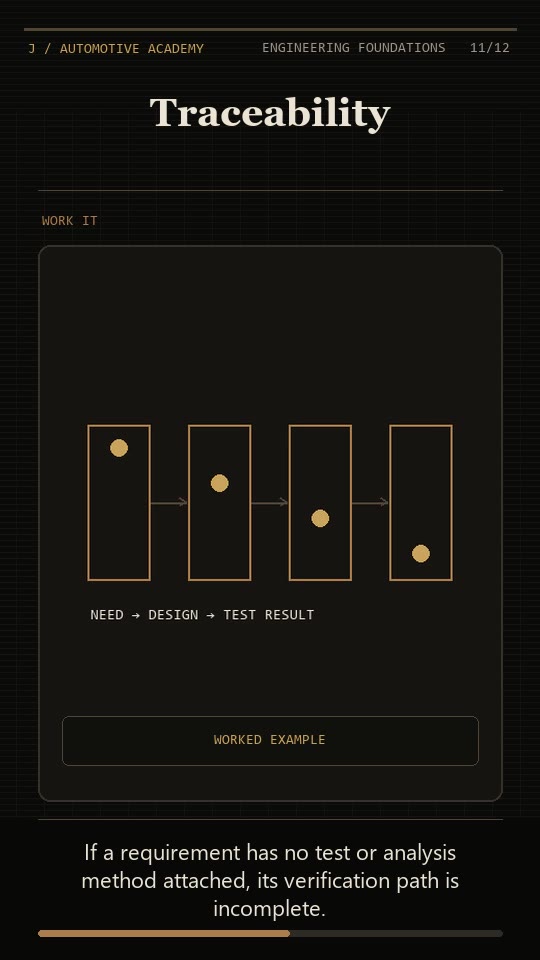 J / AUTOMOTIVE ACADEMY
ENGINEERING FOUNDATIONS 11/12
Traceability
WORK IT
NEED → DESIGN → TEST RESULT
WORKED EXAMPLE
If a requirement has no test or analysis
method attached, its verification path is
incomplete.